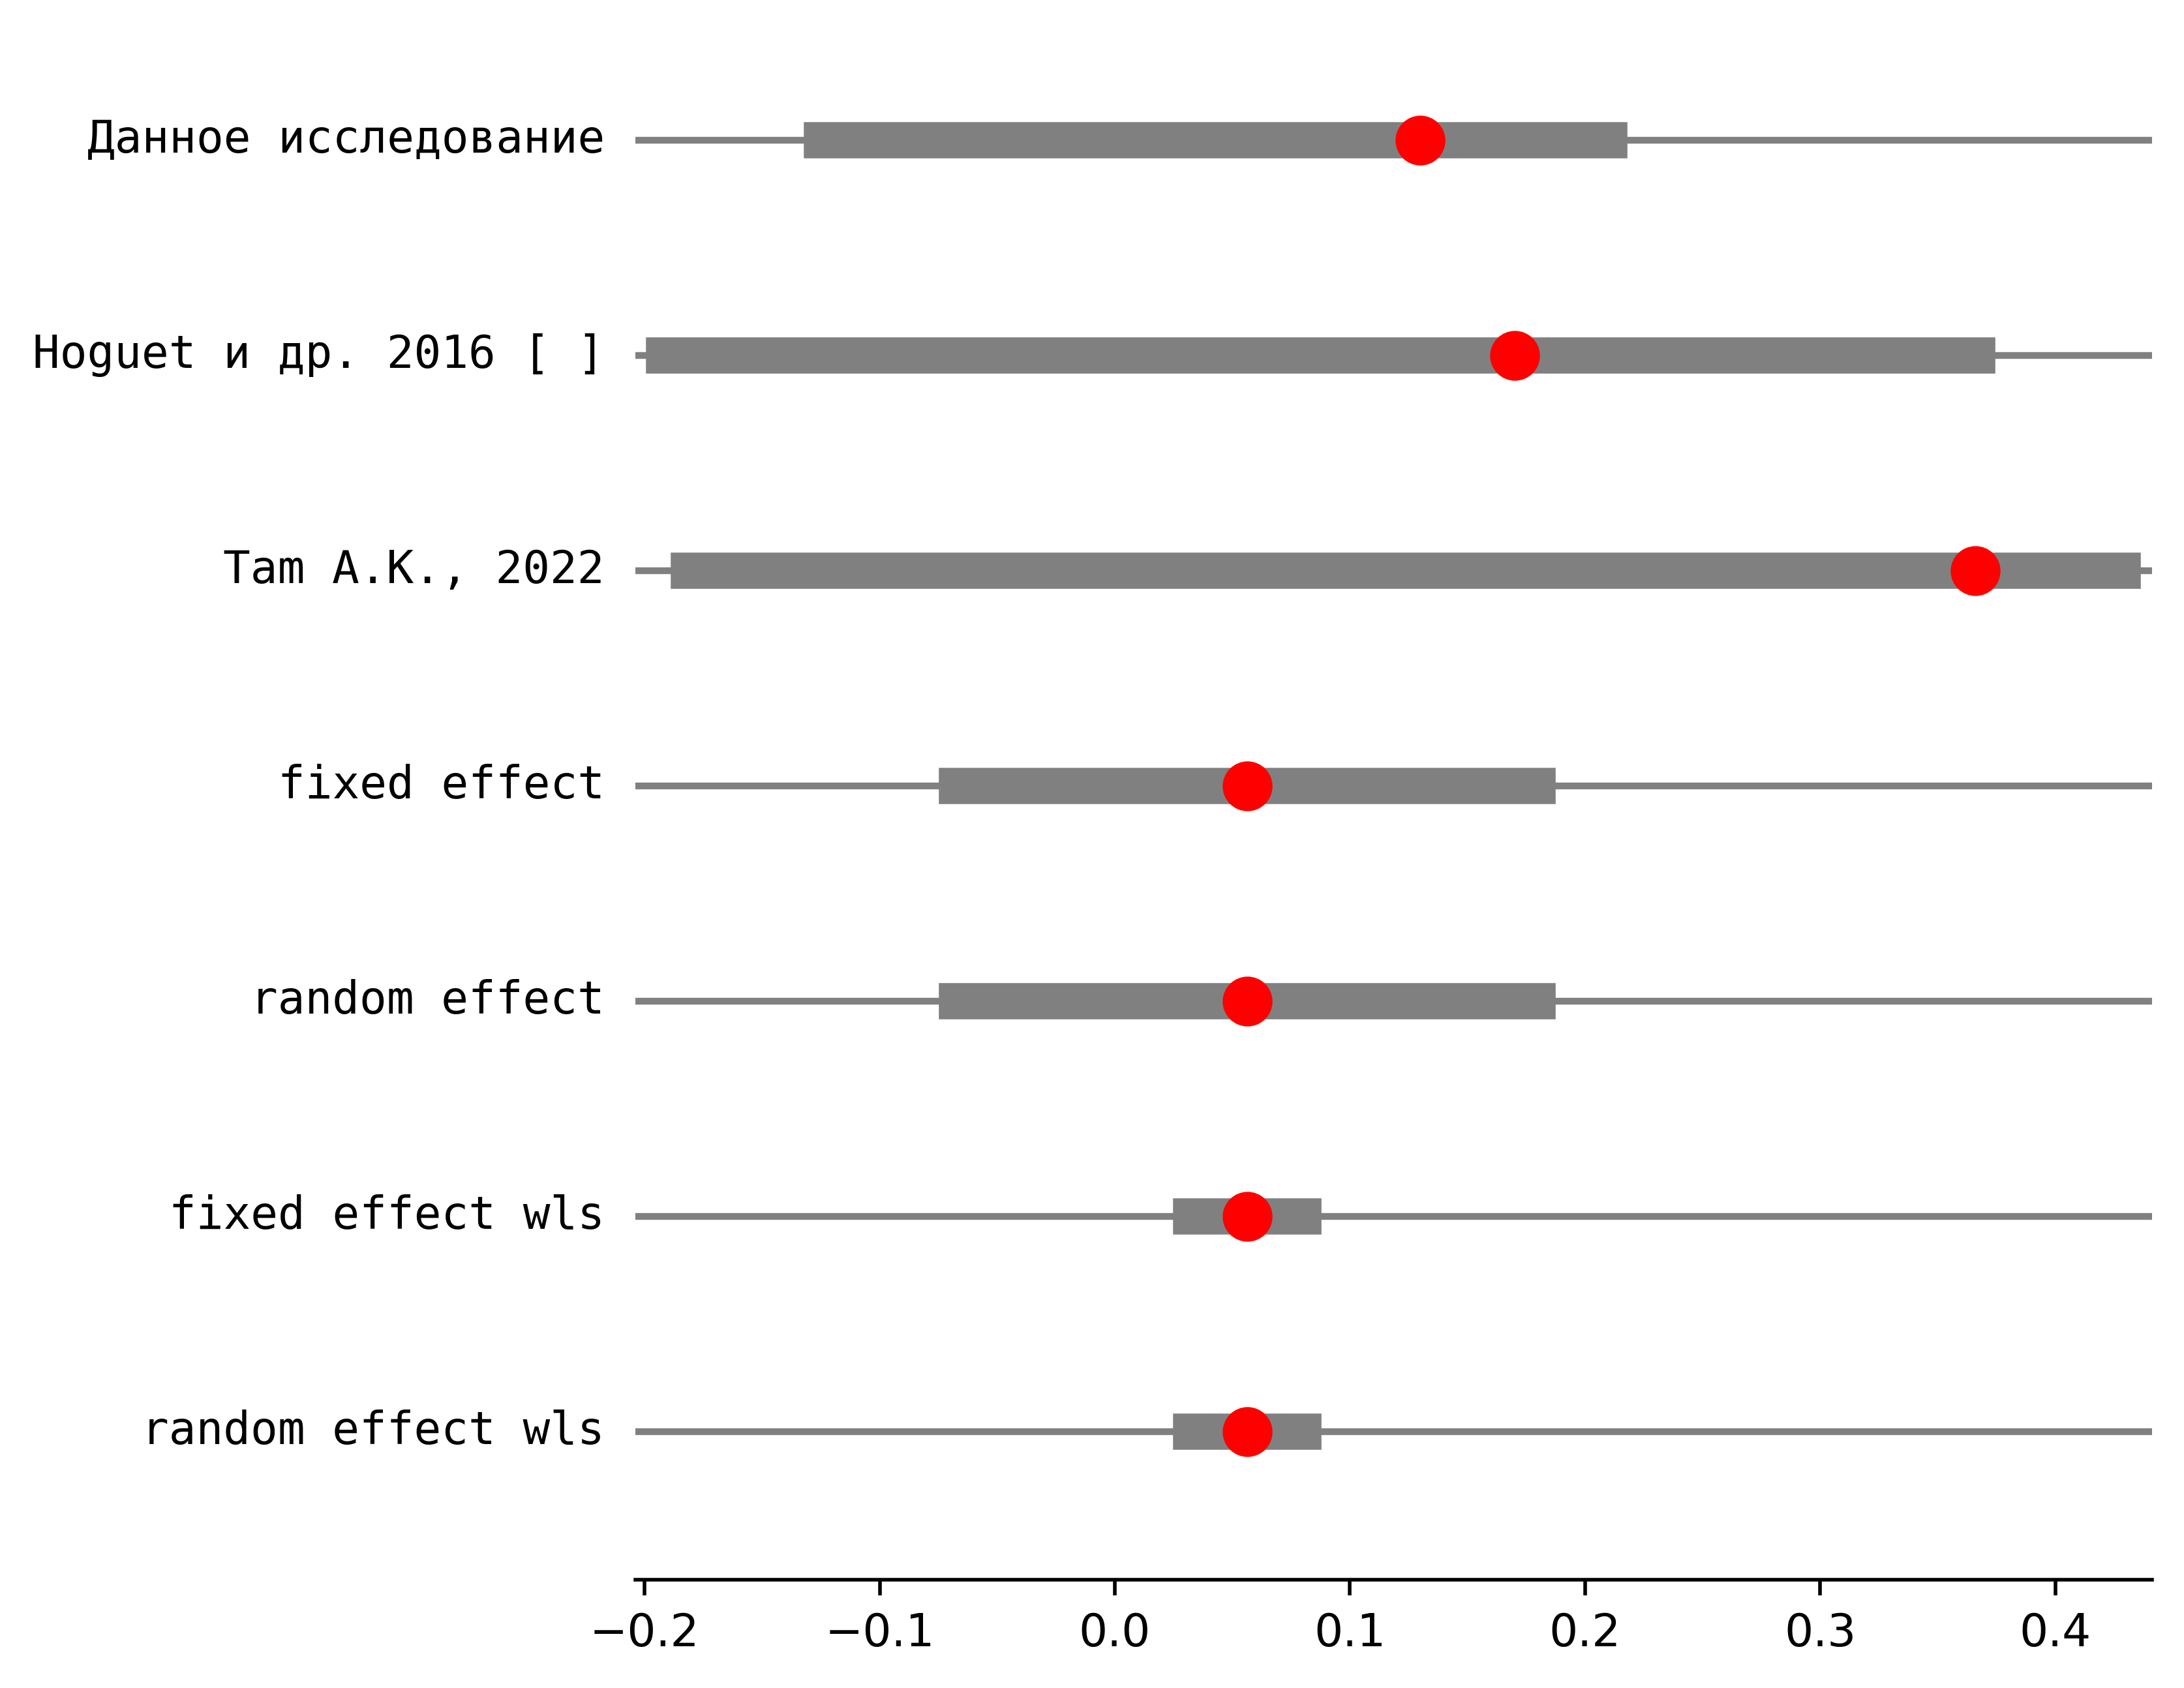 Данное исследование
Hoguet и др. 2016 [ ]
Tam A.K., 2022
fixed effect
random effect
fixed effect wls
random effect wls
−0.2 −0.1 0.0 0.1 0.2 0.3 0.4